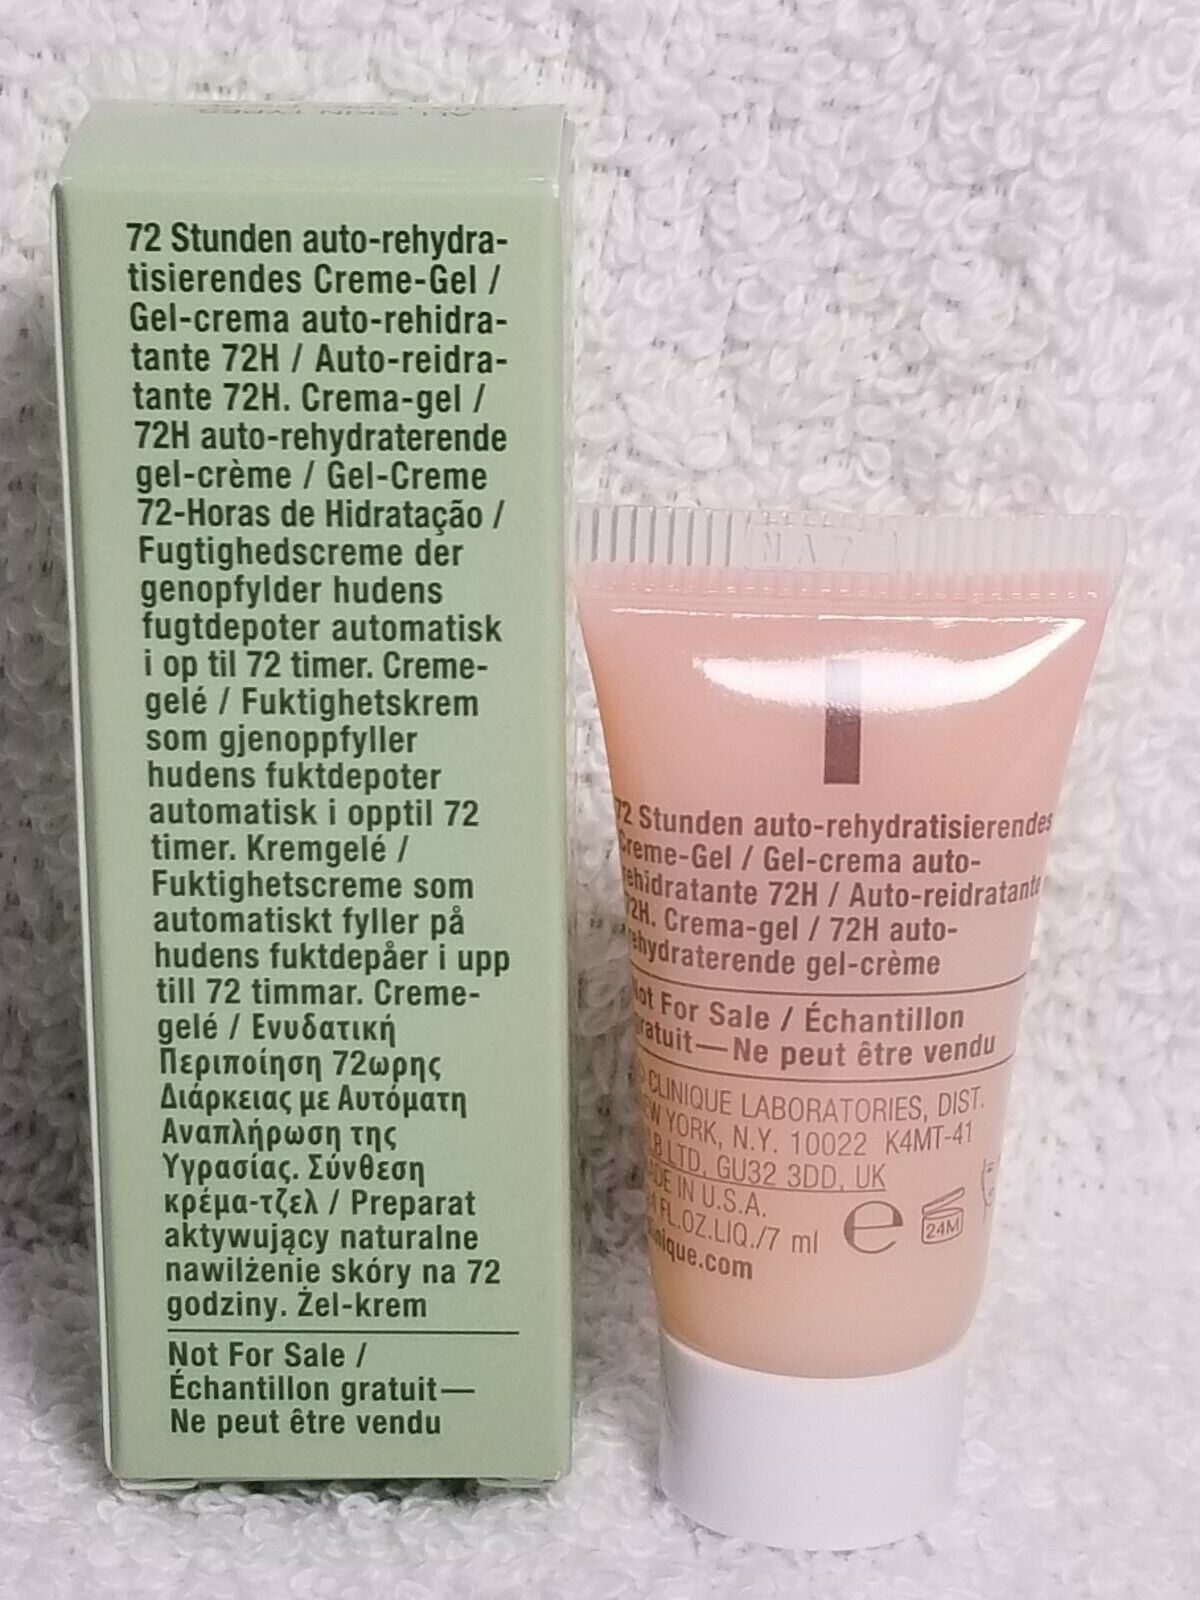 ALL SKIN TYPES
72 Stunden auto-rehydra-
tisierendes Creme-Gel /
Gel-crema auto-rehidra-
tante 72H / Auto-reidra-
tante 72H. Crema-gel /
72H auto-rehydraterende
gel-crème / Gel-Creme
72-Horas de Hidratação /
Fugtighedscreme der
genopfylder hudens
fugtdepoter automatisk
i op til 72 timer. Creme-
gelé / Fuktighetskrem
som gjenoppfyller
hudens fuktdepoter
automatisk i opptil 72
timer. Kremgelé /
Fuktighetscreme som
automatiskt fyller på
hudens fuktdepåer i upp
till 72 timmar. Creme-
gelé / Ενυδατική
Περιποίηση 72ωρης
Διάρκειας με Αυτόματη
Αναπλήρωση της
Υγρασίας. Σύνθεση
κρέμα-τζελ / Preparat
aktywujący naturalne
nawilżenie skóry na 72
godziny. Żel-krem
Not For Sale /
Échantillon gratuit—
Ne peut être vendu
72 Stunden auto-rehydratisierendes
Creme-Gel / Gel-crema auto-
rehidratante 72H / Auto-reidratante
72H. Crema-gel / 72H auto-
rehydraterende gel-crème
Not For Sale / Échantillon
gratuit—Ne peut être vendu
CLINIQUE LABORATORIES, DIST.
NEW YORK, N.Y. 10022 K4MT-41
LTD, GU32 3DD, UK
MADE IN U.S.A.
FL.OZ.LIQ./7 ml e 24M
clinique.com